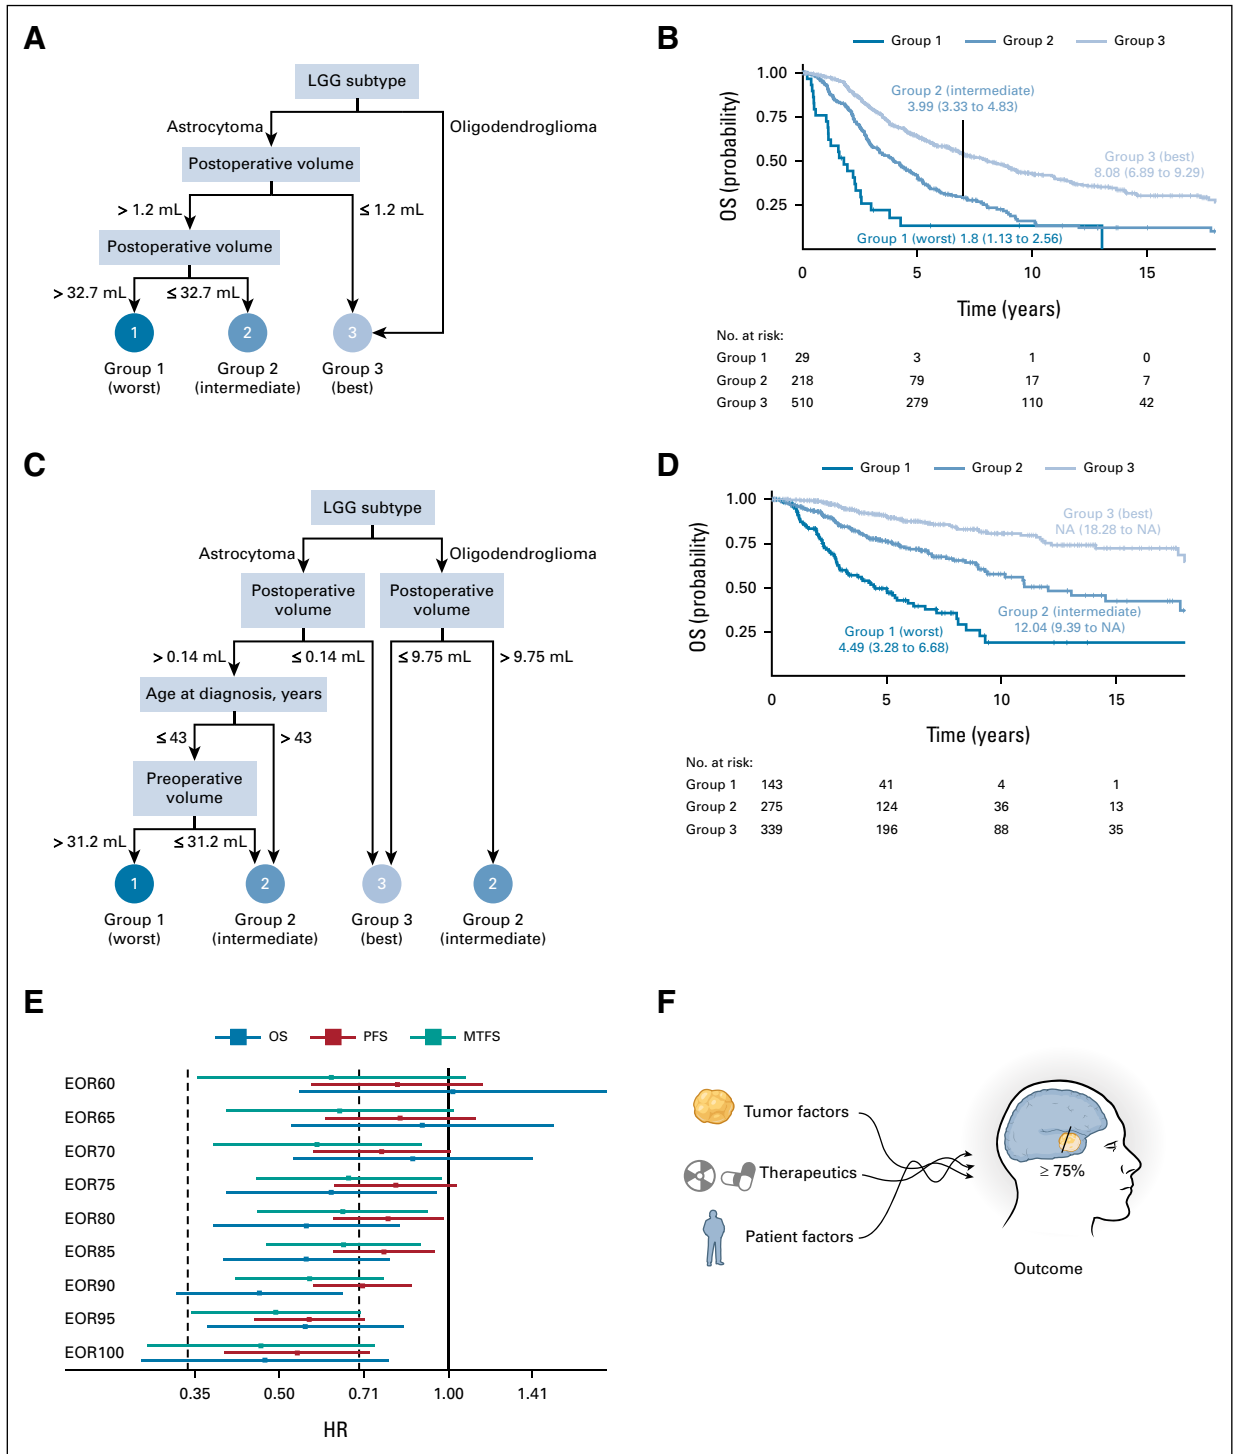 A
LGG subtype
Astrocytoma
Oligodendroglioma
Postoperative volume
> 1.2 mL
≤ 1.2 mL
Postoperative volume
> 32.7 mL
≤ 32.7 mL
1
2
3
Group 1
(worst)
Group 2
(intermediate)
Group 3
(best)
B
Group 1
Group 2
Group 3
OS (probability)
1.00
0.75
0.50
0.25
Group 2 (intermediate)
3.99 (3.33 to 4.83)
Group 3 (best)
8.08 (6.89 to 9.29)
Group 1 (worst) 1.8 (1.13 to 2.56)
0 5 10 15
Time (years)
No. at risk:
Group 1 29 3 1 0
Group 2 218 79 17 7
Group 3 510 279 110 42
C
LGG subtype
Astrocytoma
Oligodendroglioma
Postoperative
volume
Postoperative
volume
> 0.14 mL
≤ 0.14 mL
≤ 9.75 mL
> 9.75 mL
Age at diagnosis, years
≤ 43
> 43
Preoperative
volume
> 31.2 mL
≤ 31.2 mL
1
2
3
2
Group 1
(worst)
Group 2
(intermediate)
Group 3
(best)
Group 2
(intermediate)
D
Group 1
Group 2
Group 3
OS (probability)
1.00
0.75
0.50
0.25
Group 3 (best)
NA (18.28 to NA)
Group 2 (intermediate)
12.04 (9.39 to NA)
Group 1 (worst)
4.49 (3.28 to 6.68)
0 5 10 15
Time (years)
No. at risk:
Group 1 143 41 4 1
Group 2 275 124 36 13
Group 3 339 196 88 35
E
OS
PFS
MTFS
EOR60
EOR65
EOR70
EOR75
EOR80
EOR85
EOR90
EOR95
EOR100
0.35 0.50 0.71 1.00 1.41
HR
F
Tumor factors
Therapeutics
Patient factors
≥ 75%
Outcome